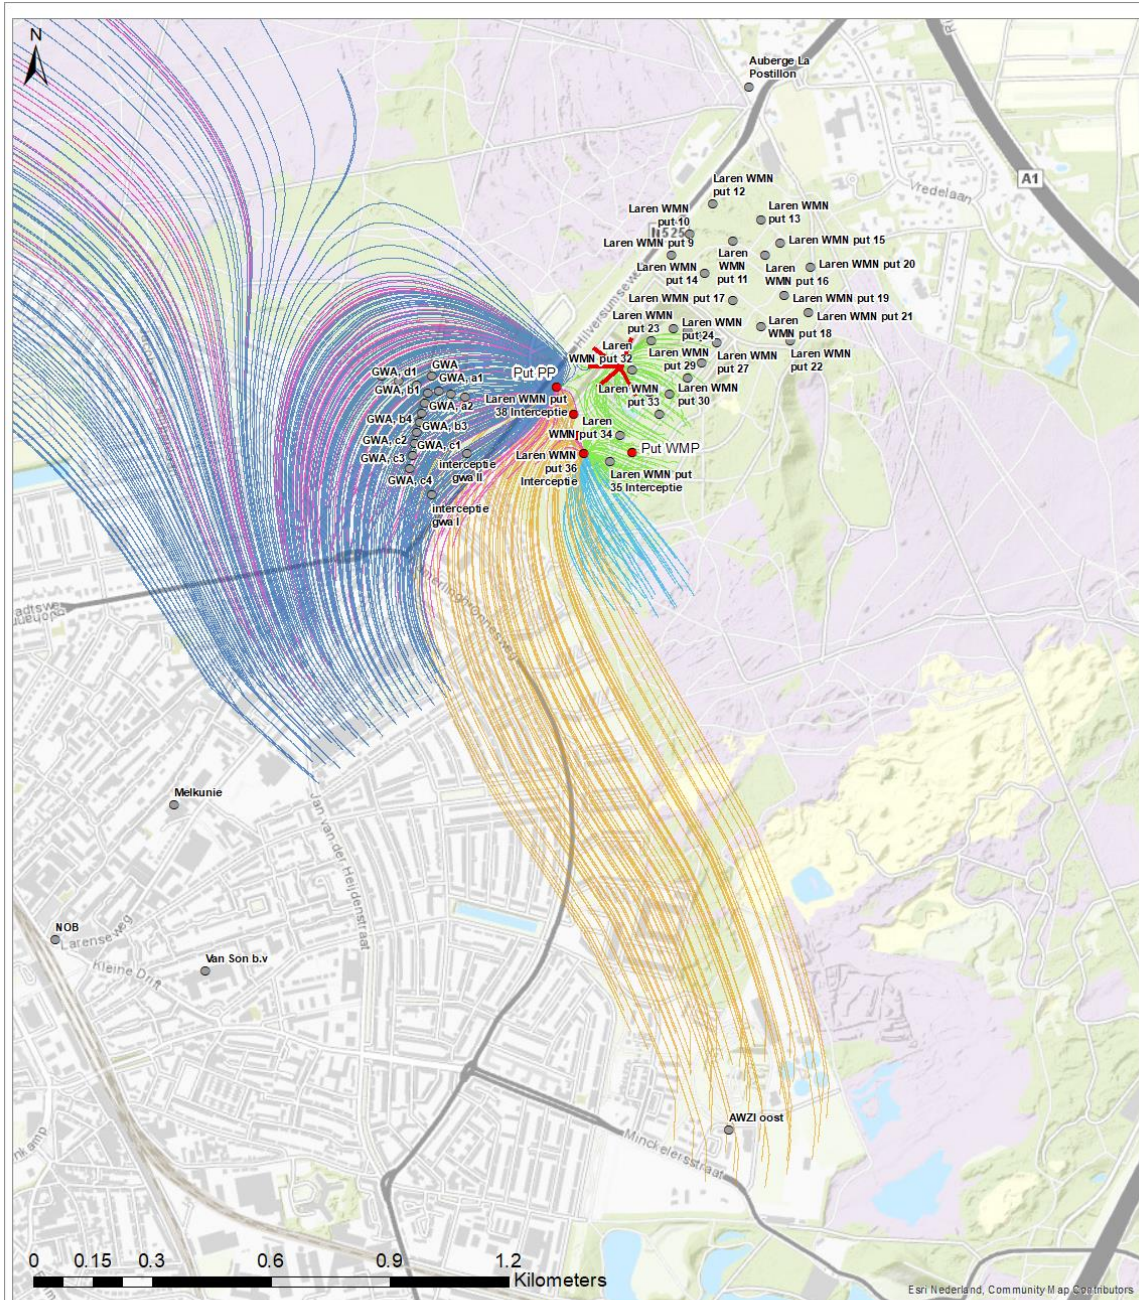 N
Auberge La
Postillon
A1
Vredelaan
Laren WMN
put 12
Laren WMN
put 10
Laren WMN
put 13
N525
Laren WMN put 9
Laren WMN put 15
Laren
WMN
put 11
Laren
WMN
put 14
Laren
WMN
put 16
Laren WMN put 20
Laren WMN put 17
Laren WMN put 19
Laren WMN put 21
Laren WMN
put 23
Laren WMN
put 24
Laren
WMN put 18
Laren WMN
put 22
Laren
WMN put 32
Laren WMN
put 29
Laren WMN
put 27
Laren WMN
put 33
Laren WMN
put 30
GWA, d1
GWA
GWA, a1
Put PP
GWA, b1
GWA, a2
Laren WMN put
38 Interceptie
GWA, b4
GWA, b3
Laren
WMN put 34
GWA, c2
GWA, c1
Put WMP
GWA, c3
interceptie
gwa II
Laren WMN
put 36
Interceptie
Laren WMN put
35 Interceptie
GWA, c4
interceptie
gwa I
Melkunie
Jan van der Heijdenstraat
NOB
Larenseweg
Kleine Drift
Van Son b.v
AWZI oost
Minckelersstraat
0 0.15 0.3 0.6 0.9 1.2
Kilometers
Esri Nederland, Community Map Contributors